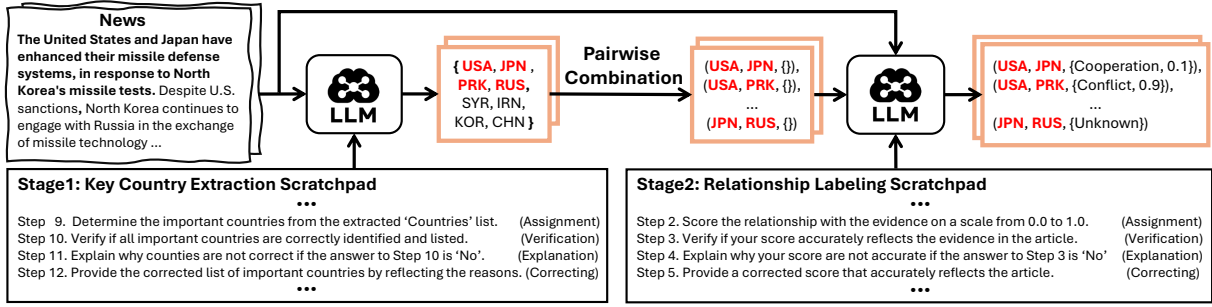 News
The United States and Japan have
enhanced their missile defense
systems, in response to North
Korea's missile tests. Despite U.S.
sanctions, North Korea continues to
engage with Russia in the exchange
of missile technology ...
LLM
{ USA, JPN ,
PRK, RUS,
SYR, IRN,
KOR, CHN }
Pairwise
Combination
(USA, JPN, {}),
(USA, PRK, {}),
...
(JPN, RUS, {})
LLM
(USA, JPN, {Cooperation, 0.1}),
(USA, PRK, {Conflict, 0.9}),
...
(JPN, RUS, {Unknown})
Stage1: Key Country Extraction Scratchpad
•••
Step 9. Determine the important countries from the extracted ‘Countries’ list. (Assignment)
Step 10. Verify if all important countries are correctly identified and listed. (Verification)
Step 11. Explain why counties are not correct if the answer to Step 10 is ‘No’. (Explanation)
Step 12. Provide the corrected list of important countries by reflecting the reasons. (Correcting)
•••
Stage2: Relationship Labeling Scratchpad
•••
Step 2. Score the relationship with the evidence on a scale from 0.0 to 1.0. (Assignment)
Step 3. Verify if your score accurately reflects the evidence in the article. (Verification)
Step 4. Explain why your score are not accurate if the answer to Step 3 is ‘No’ (Explanation)
Step 5. Provide a corrected score that accurately reflects the article. (Correcting)
•••